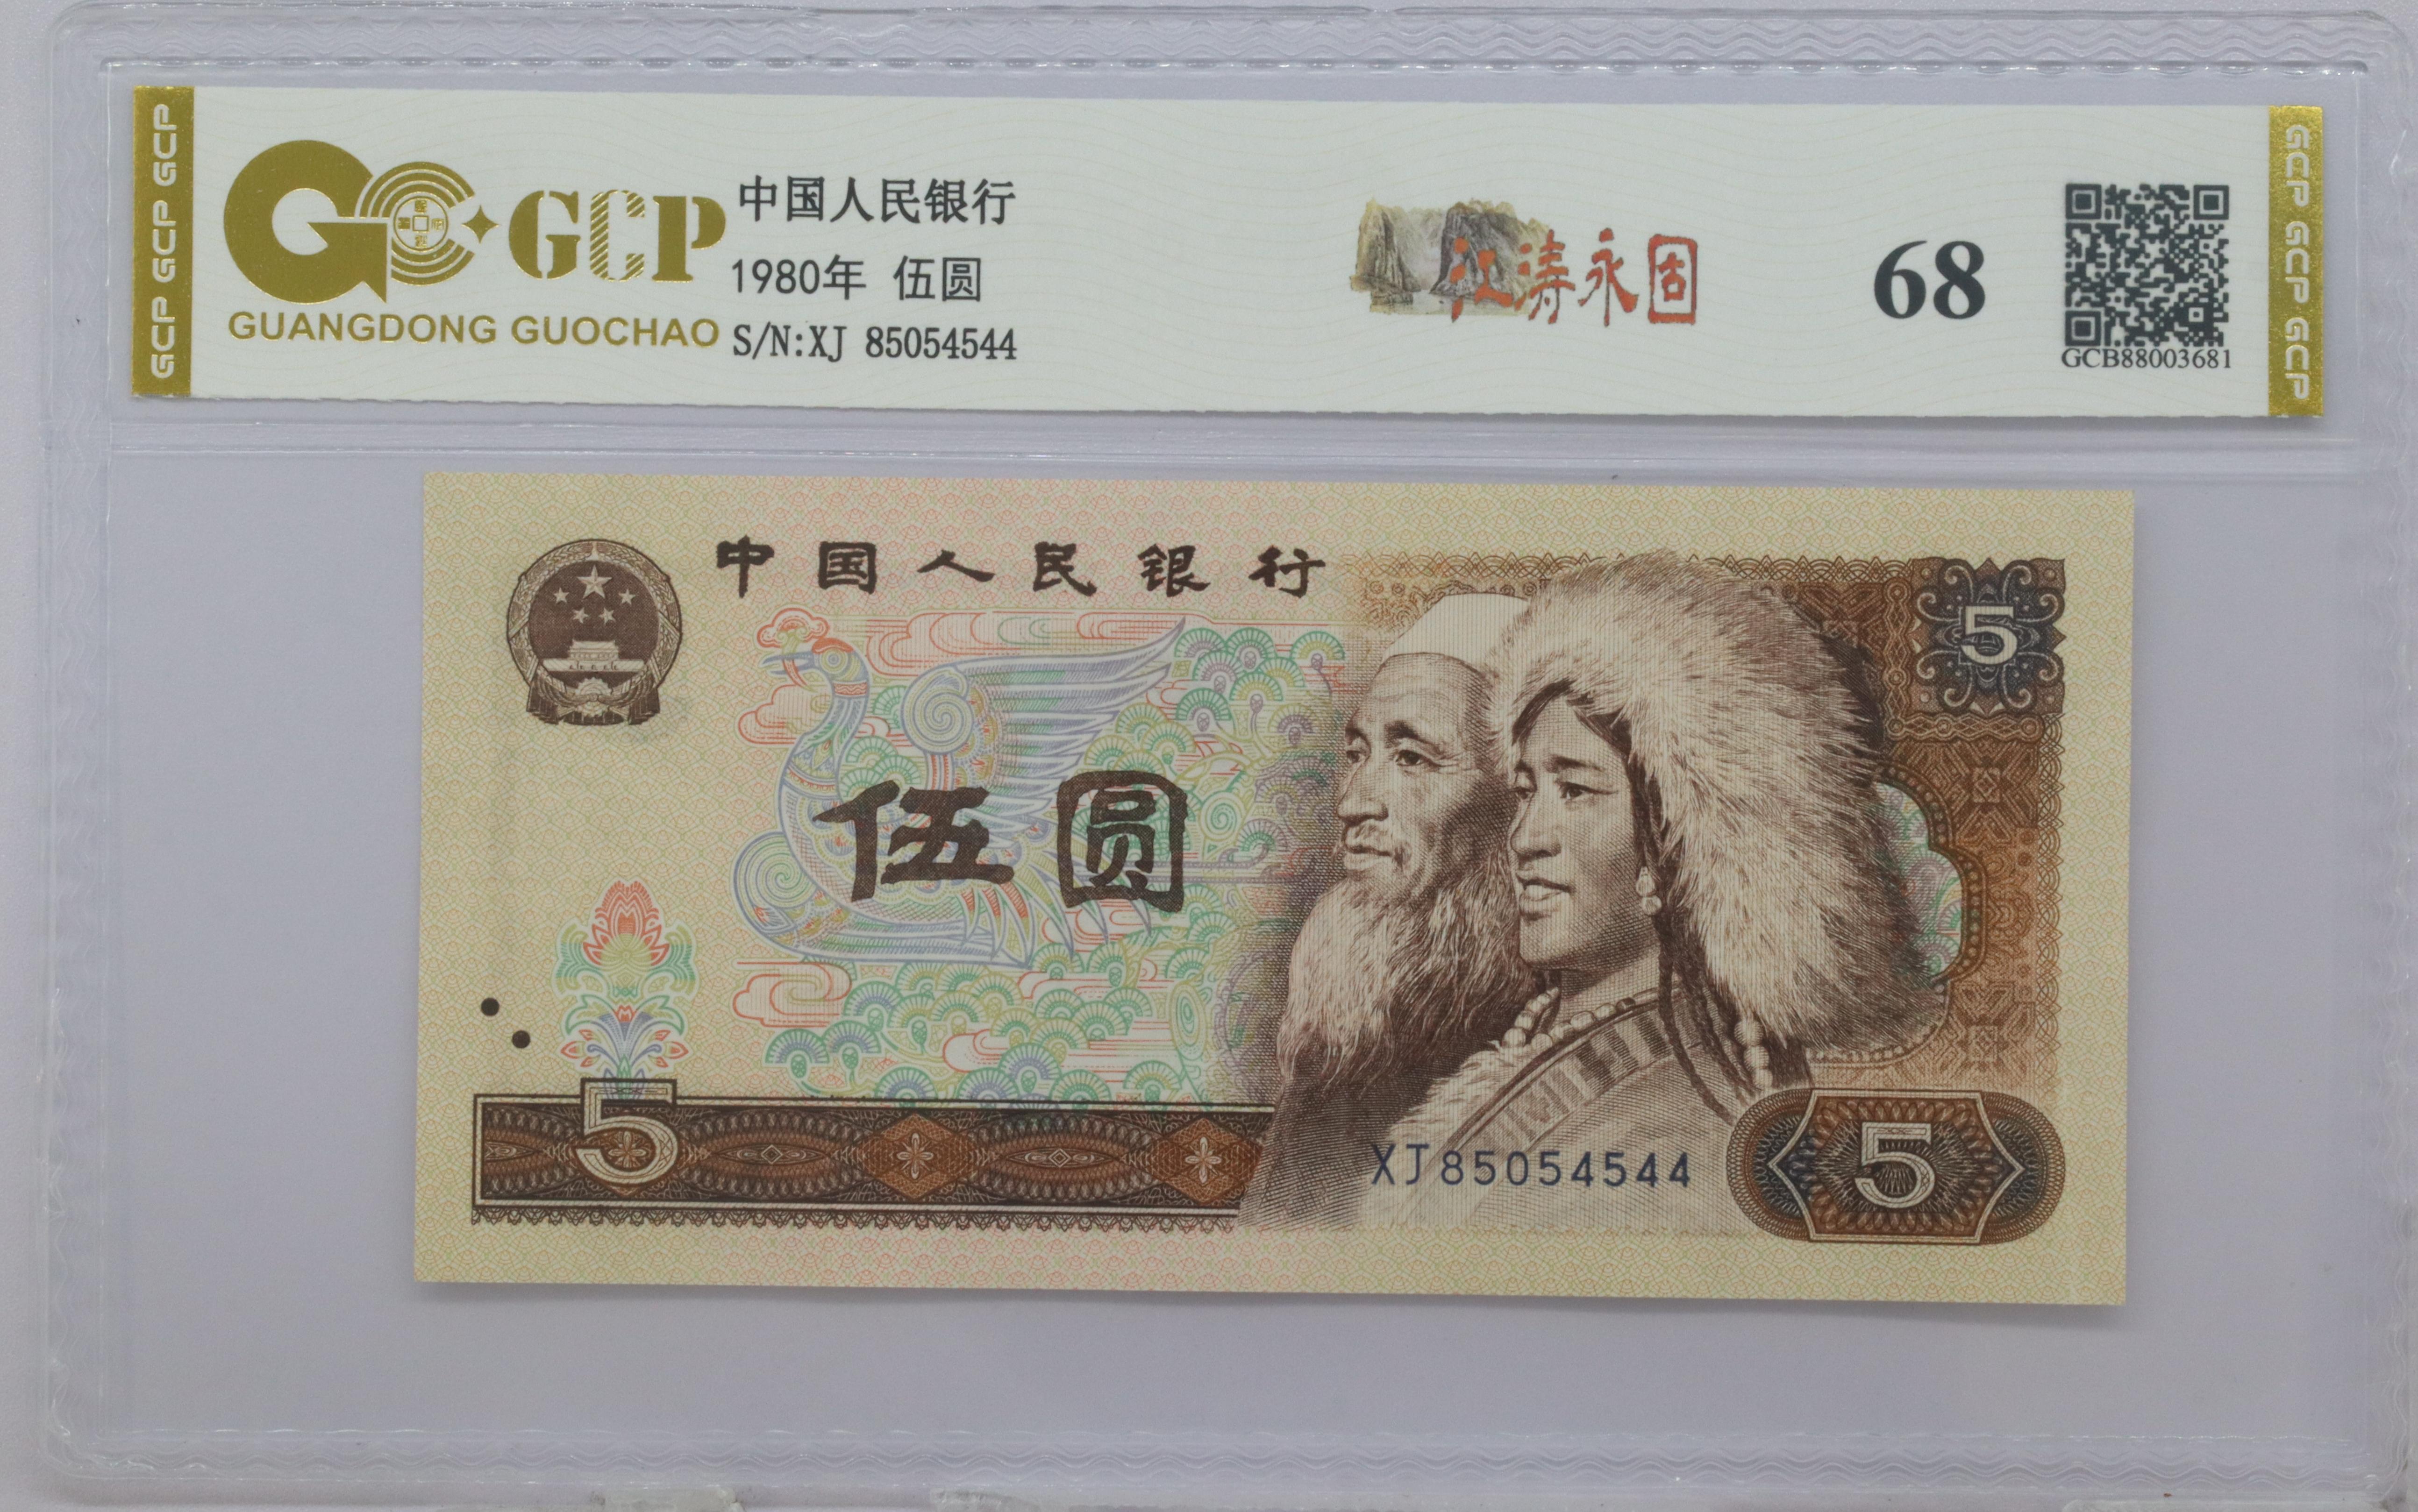 GCP GCP GCP
GCP
中国人民银行
1980年 伍圆
GUANGDONG GUOCHAO
S/N:XJ 85054544
江涛永固
68
GCB88003681
GCP GCP GCP
中国人民银行
5
伍圆
5
XJ85054544
5